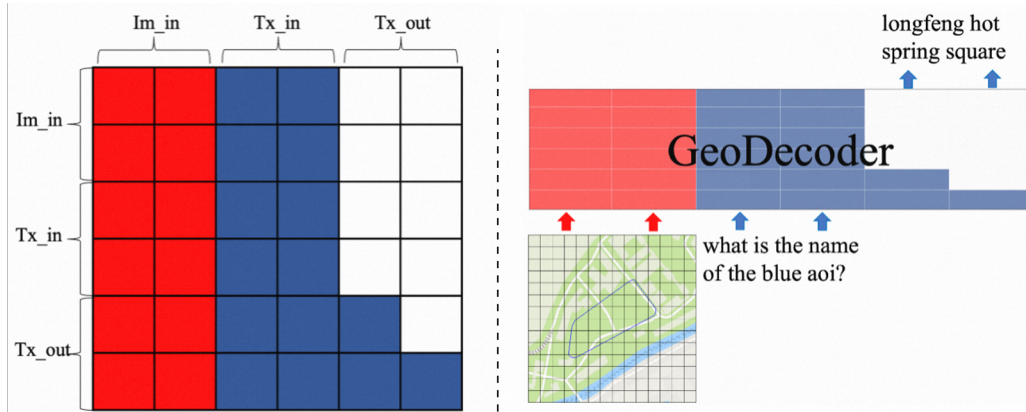 Im_in
Tx_in
Tx_out
Im_in
Tx_in
Tx_out
longfeng hot
spring square
GeoDecoder
what is the name
of the blue aoi?